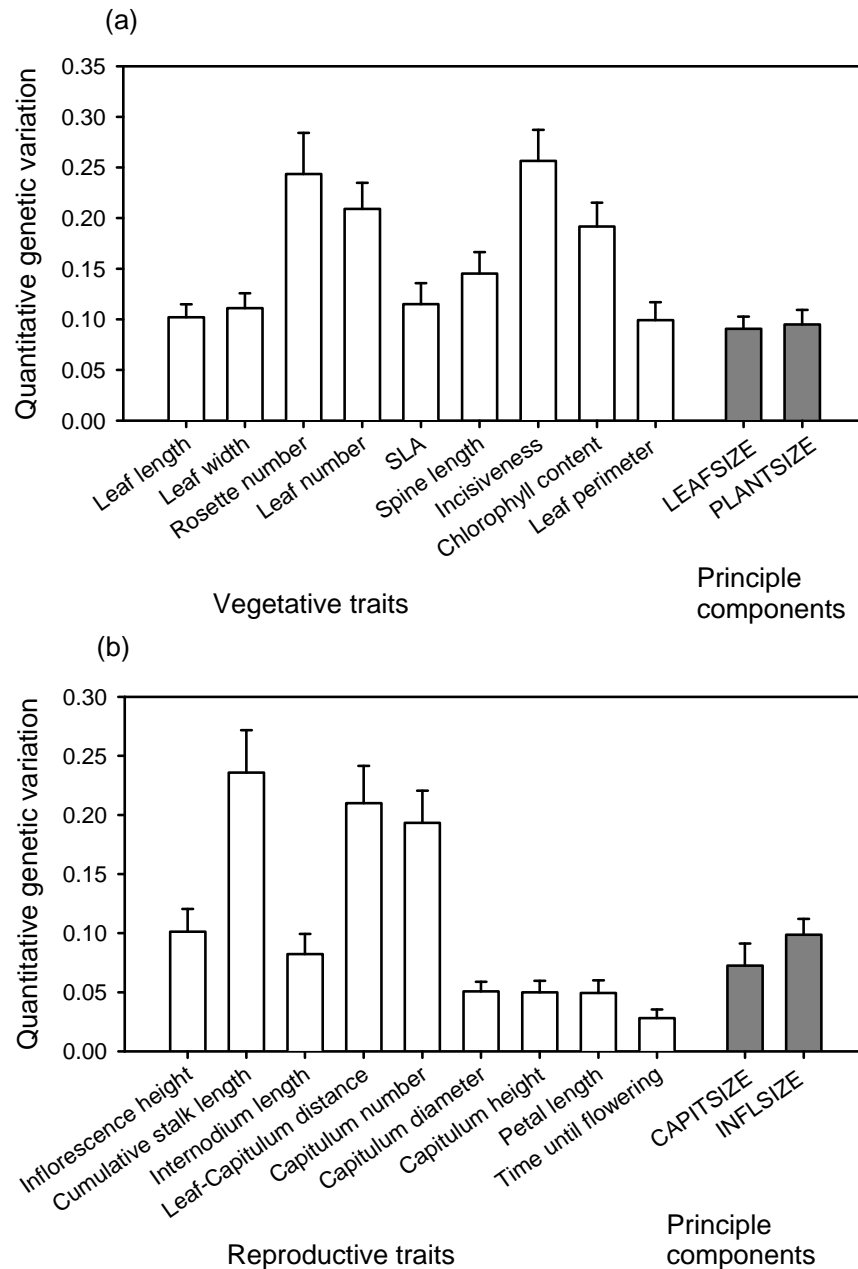 (a)
Quantitative genetic variation
0.35
0.30
0.25
0.20
0.15
0.10
0.05
0.00
Leaf length
Leaf width
Rosette number
Leaf number
SLA
Spine length
Incisiveness
Chlorophyll content
Leaf perimeter
LEAFSIZE
PLANTSIZE
Vegetative traits
Principle
components
(b)
Quantitative genetic variation
0.30
0.25
0.20
0.15
0.10
0.05
0.00
Inflorescence height
Cumulative stalk length
Internodium length
Leaf-Capitulum distance
Capitulum number
Capitulum diameter
Capitulum height
Petal length
Time until flowering
CAPITSIZE
INFLSIZE
Reproductive traits
Principle
components